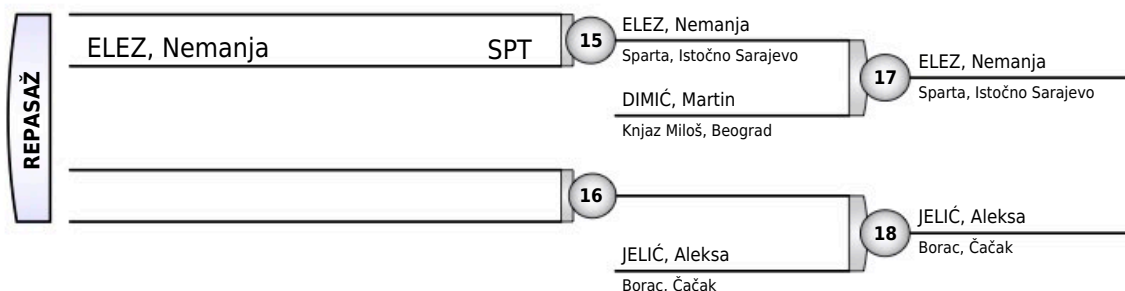 REPASAŽ
ELEZ, Nemanja SPT
15
ELEZ, Nemanja
Sparta, Istočno Sarajevo
DIMIĆ, Martin
Knjaz Miloš, Beograd
17
ELEZ, Nemanja
Sparta, Istočno Sarajevo
16
JELIĆ, Aleksa
Borac, Čačak
18
JELIĆ, Aleksa
Borac, Čačak